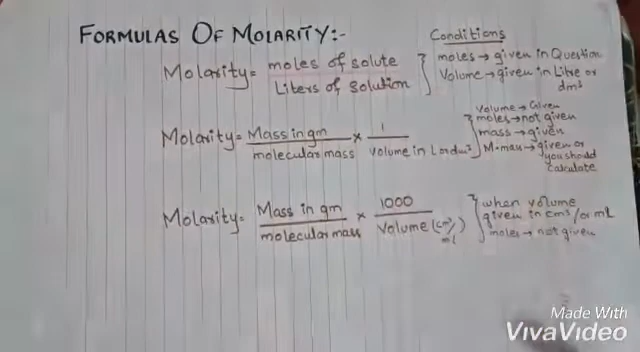 FORMULAS OF MOLARITY:-
Conditions
Molarity = moles of solute / Liters of solution
moles → given in Question
Volume → given in Litre or
dm³
Molarity = Mass in gm / molecular mass × 1 / Volume in L or dm³
Volume → Given
moles → not given
mass → given
M.mass → given or
you should
calculate
Molarity = Mass in gm / molecular mass × 1000 / Volume (cm³/ mL)
when volume
given in cm³/or mL
moles → not given
Made With
VivaVideo